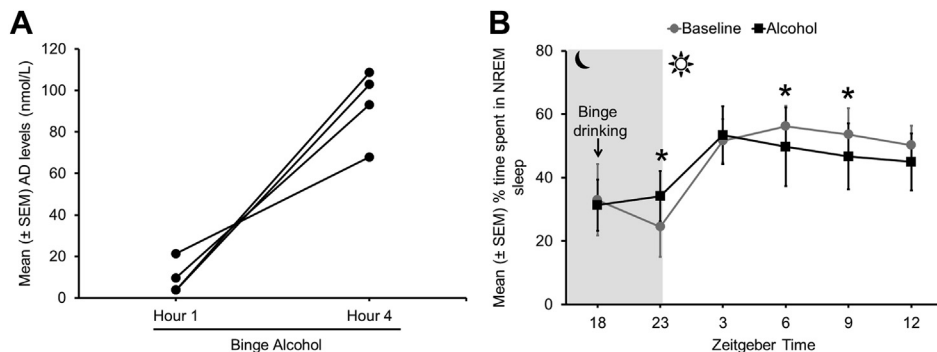 A
Mean (± SEM) AD levels (nmol/L)
120
100
80
60
40
20
0
Hour 1
Hour 4
Binge Alcohol
B
Baseline
Alcohol
Mean (± SEM) % time spent in NREM
sleep
80
60
40
20
0
Binge
drinking
*
*
*
18
23
3
6
9
12
Zeitgeber Time